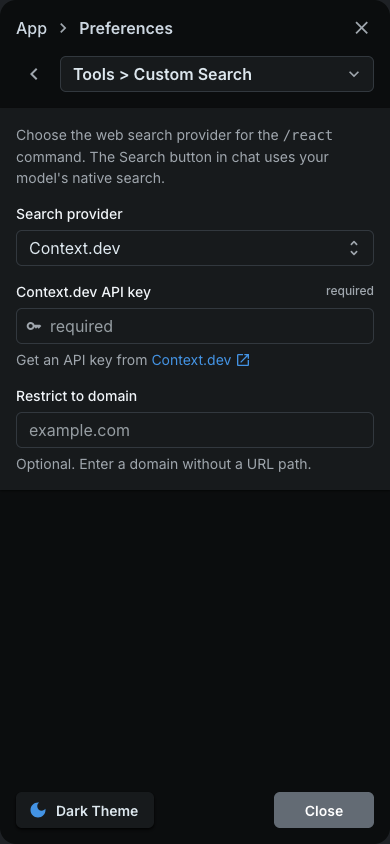 App > Preferences
Tools > Custom Search
Choose the web search provider for the /react
command. The Search button in chat uses your
model's native search.
Search provider
Context.dev
Context.dev API key required
required
Get an API key from Context.dev
Restrict to domain
example.com
Optional. Enter a domain without a URL path.
Dark Theme Close